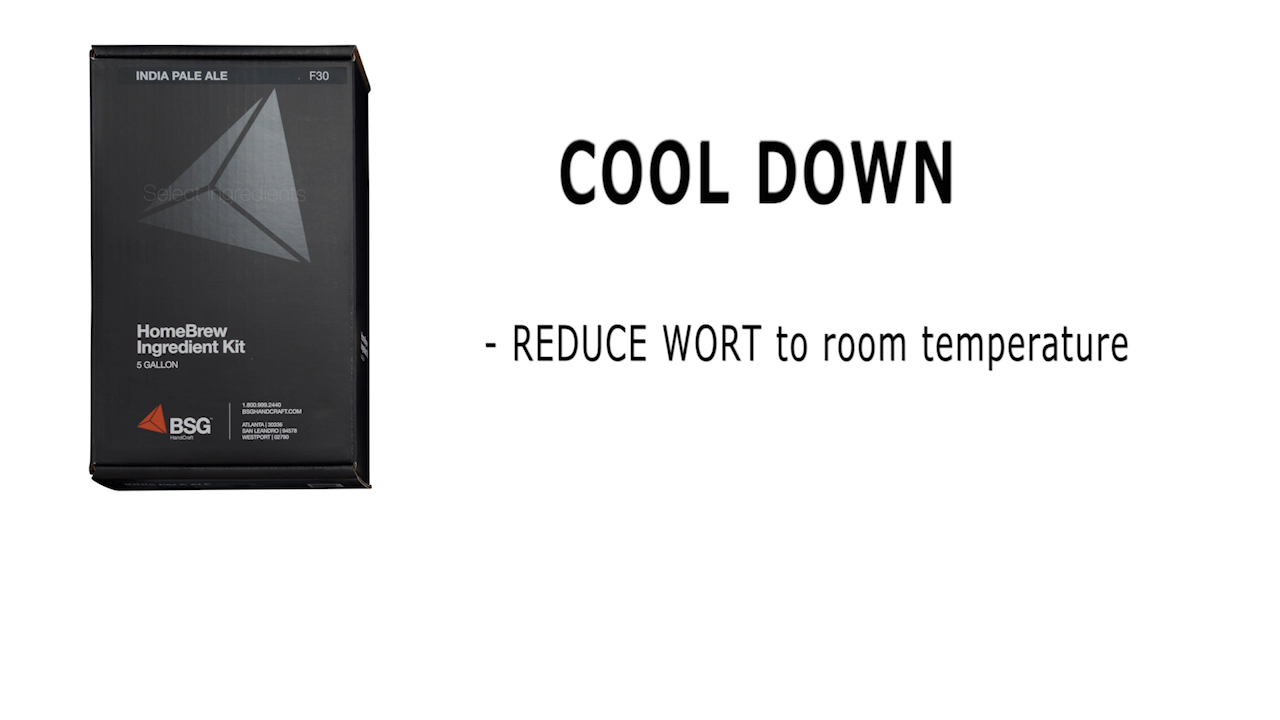 INDIA PALE ALE F30
Select Ingredients
HomeBrew
Ingredient Kit
5 GALLON
BSG
HandCraft
1.800.999.2440
BSGHANDCRAFT.COM
ATLANTA | 30336
SAN LEANDRO | 94578
WESTPORT | 02790
COOL DOWN
- REDUCE WORT to room temperature